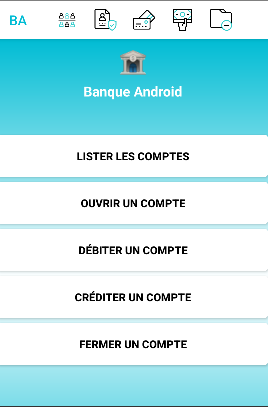 BA
Banque Android
LISTER LES COMPTES
OUVRIR UN COMPTE
DÉBITER UN COMPTE
CRÉDITER UN COMPTE
FERMER UN COMPTE